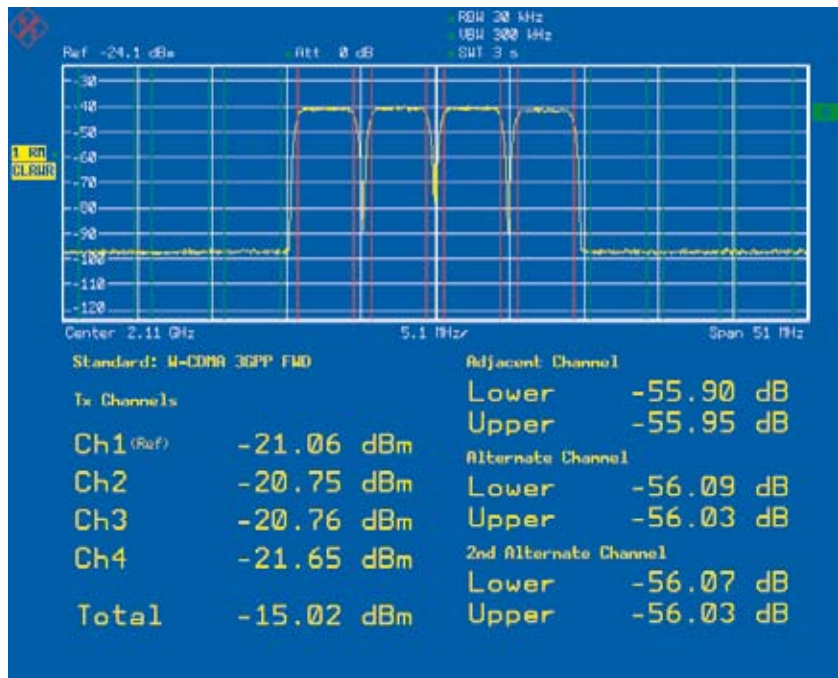 RBW 30 kHz
VBW 300 kHz
Ref -24.1 dBm Att 0 dB SWT 3 s
-30
-40
-50
1 RM
-60
CLRWR
-70
-80
-90
-100
-110
-120
Center 2.11 GHz 5.1 MHz/ Span 51 MHz
Standard: W-CDMA 3GPP FWD
Tx Channels
Ch1 (Ref) -21.06 dBm
Ch2 -20.75 dBm
Ch3 -20.76 dBm
Ch4 -21.65 dBm
Total -15.02 dBm
Adjacent Channel
Lower -55.90 dB
Upper -55.95 dB
Alternate Channel
Lower -56.09 dB
Upper -56.03 dB
2nd Alternate Channel
Lower -56.07 dB
Upper -56.03 dB